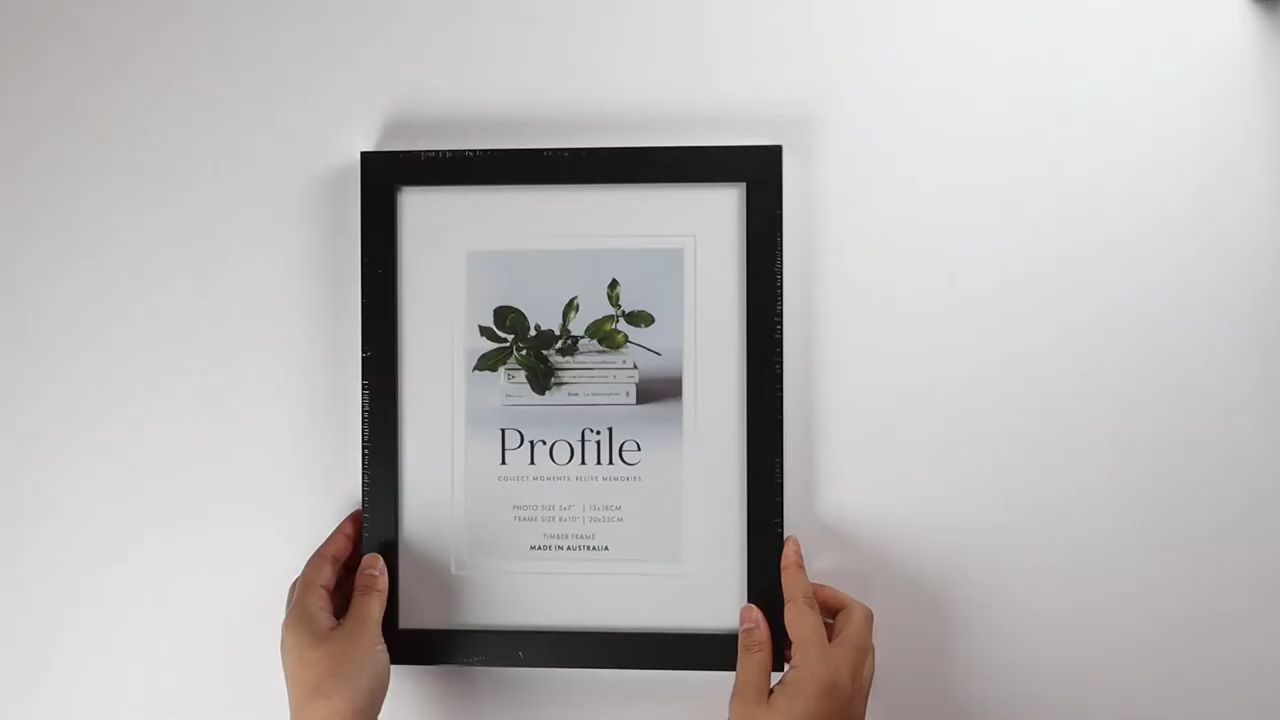 Profile
COLLECT MOMENTS. RELIVE MEMORIES.
PHOTO SIZE 5x7" | 13x18CM
FRAME SIZE 8x10" | 20x25CM
TIMBER FRAME
MADE IN AUSTRALIA